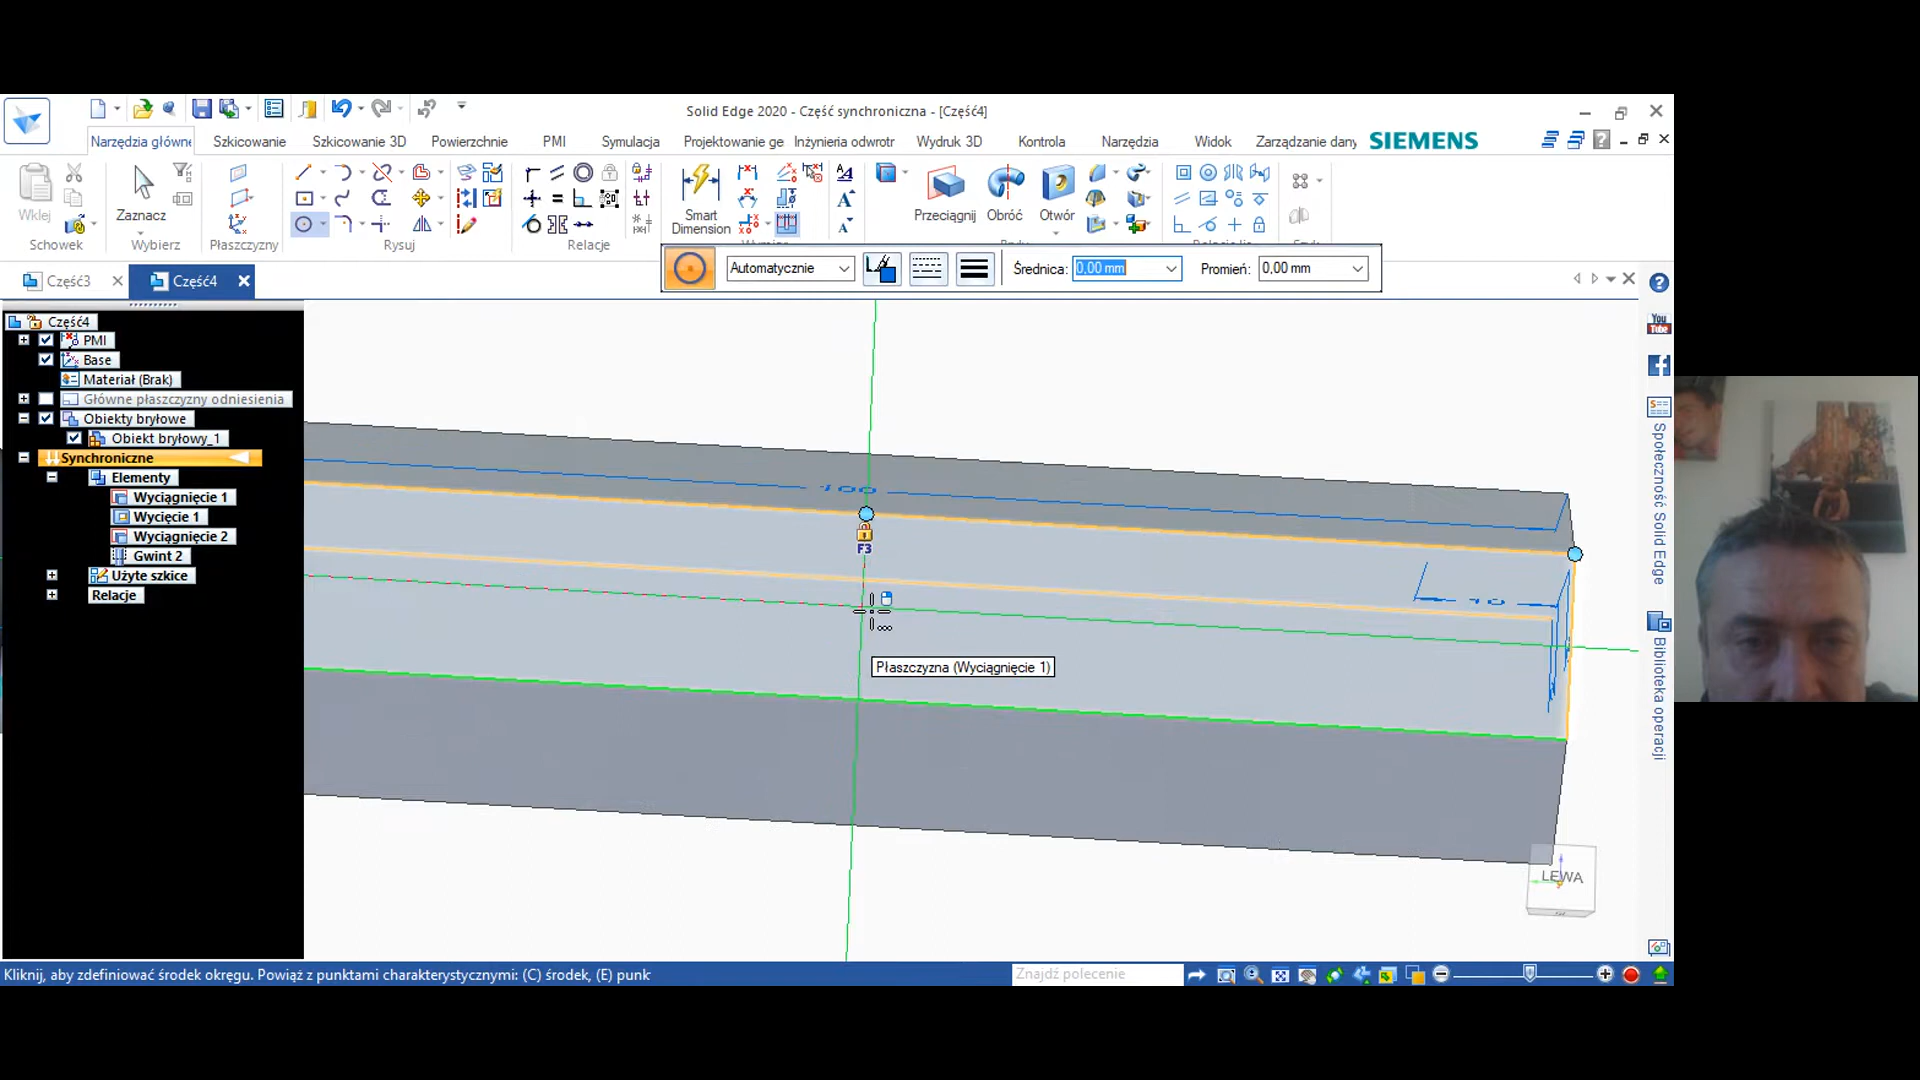 Solid Edge 2020 - Część synchroniczna - [Część4]
Narzędzia główne
Szkicowanie
Szkicowanie 3D
Powierzchnie
PMI
Symulacja
Projektowanie ge
Inżynieria odwrotr
Wydruk 3D
Kontrola
Narzędzia
Widok
Zarządzanie dany
SIEMENS
Wklej
Zaznacz
Smart
Dimension
Przeciągnij
Obróć
Otwór
Schowek
Wybierz
Płaszczyzny
Rysuj
Relacje
Część3
Część4
Automatycznie
Średnica:
0,00 mm
Promień:
0,00 mm
Część4
PMI
Base
Materiał (Brak)
Główne płaszczyzny odniesienia
Obiekty bryłowe
Obiekt bryłowy_1
Synchroniczne
Elementy
Wyciągnięcie 1
Wycięcie 1
Wyciągnięcie 2
Gwint 2
Użyte szkice
Relacje
100
F3
10
Płaszczyzna (Wyciągnięcie 1)
LEWA
You
Tube
Społeczność Solid Edge
Biblioteka operacji
Kliknij, aby zdefiniować środek okręgu. Powiąż z punktami charakterystycznymi: (C) środek, (E) punk
Znajdź polecenie